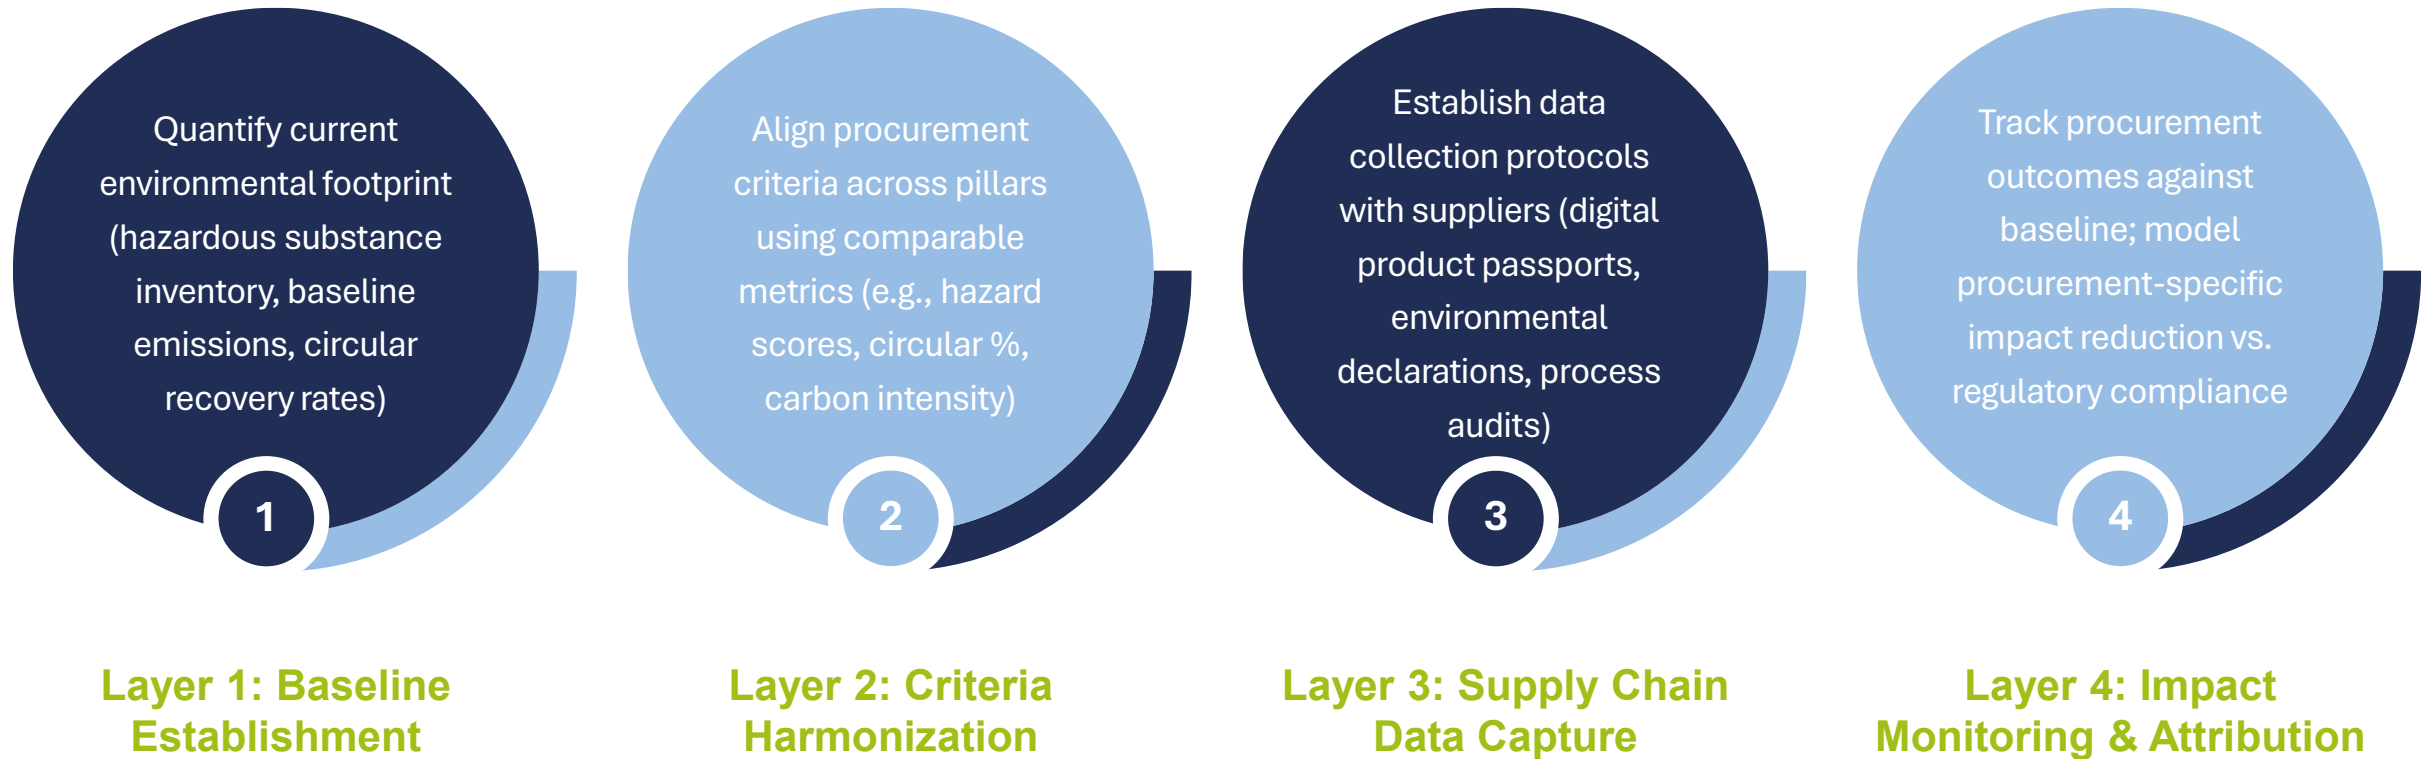 Quantify current
environmental footprint
(hazardous substance
inventory, baseline
emissions, circular
recovery rates)
1
Layer 1: Baseline
Establishment
Align procurement
criteria across pillars
using comparable
metrics (e.g., hazard
scores, circular %,
carbon intensity)
2
Layer 2: Criteria
Harmonization
Establish data
collection protocols
with suppliers (digital
product passports,
environmental
declarations, process
audits)
3
Layer 3: Supply Chain
Data Capture
Track procurement
outcomes against
baseline; model
procurement-specific
impact reduction vs.
regulatory compliance
4
Layer 4: Impact
Monitoring & Attribution